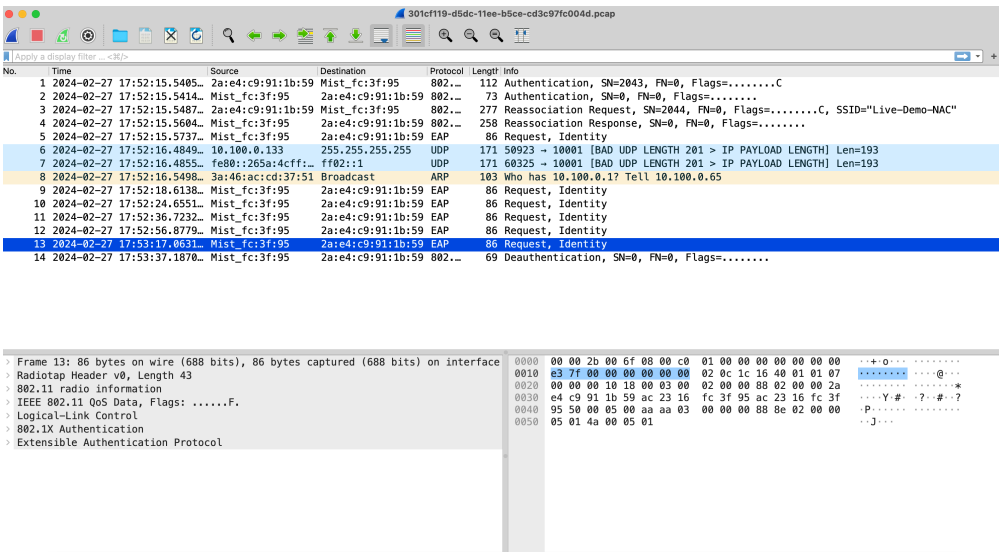 301cf119-d5dc-11ee-b5ce-cd3c97fc004d.pcap
Apply a display filter ... <⌘/>
No. Time Source Destination Protocol Length Info
1 2024-02-27 17:52:15.5405… 2a:e4:c9:91:1b:59 Mist_fc:3f:95 802.… 112 Authentication, SN=2043, FN=0, Flags=........C
2 2024-02-27 17:52:15.5414… Mist_fc:3f:95 2a:e4:c9:91:1b:59 802.… 73 Authentication, SN=0, FN=0, Flags=........
3 2024-02-27 17:52:15.5487… 2a:e4:c9:91:1b:59 Mist_fc:3f:95 802.… 277 Reassociation Request, SN=2044, FN=0, Flags=........C, SSID="Live-Demo-NAC"
4 2024-02-27 17:52:15.5604… Mist_fc:3f:95 2a:e4:c9:91:1b:59 802.… 258 Reassociation Response, SN=0, FN=0, Flags=........
5 2024-02-27 17:52:15.5737… Mist_fc:3f:95 2a:e4:c9:91:1b:59 EAP 86 Request, Identity
6 2024-02-27 17:52:16.4849… 10.100.0.133 255.255.255.255 UDP 171 50923 → 10001 [BAD UDP LENGTH 201 > IP PAYLOAD LENGTH] Len=193
7 2024-02-27 17:52:16.4855… fe80::265a:4cff:… ff02::1 UDP 171 60325 → 10001 [BAD UDP LENGTH 201 > IP PAYLOAD LENGTH] Len=193
8 2024-02-27 17:52:16.5498… 3a:46:ac:cd:37:51 Broadcast ARP 103 Who has 10.100.0.1? Tell 10.100.0.65
9 2024-02-27 17:52:18.6138… Mist_fc:3f:95 2a:e4:c9:91:1b:59 EAP 86 Request, Identity
10 2024-02-27 17:52:24.6551… Mist_fc:3f:95 2a:e4:c9:91:1b:59 EAP 86 Request, Identity
11 2024-02-27 17:52:36.7232… Mist_fc:3f:95 2a:e4:c9:91:1b:59 EAP 86 Request, Identity
12 2024-02-27 17:52:56.8779… Mist_fc:3f:95 2a:e4:c9:91:1b:59 EAP 86 Request, Identity
13 2024-02-27 17:53:17.0631… Mist_fc:3f:95 2a:e4:c9:91:1b:59 EAP 86 Request, Identity
14 2024-02-27 17:53:37.1870… Mist_fc:3f:95 2a:e4:c9:91:1b:59 802.… 69 Deauthentication, SN=0, FN=0, Flags=........
Frame 13: 86 bytes on wire (688 bits), 86 bytes captured (688 bits) on interface
Radiotap Header v0, Length 43
802.11 radio information
IEEE 802.11 QoS Data, Flags: ......F.
Logical-Link Control
802.1X Authentication
Extensible Authentication Protocol
0000 00 00 2b 00 6f 08 00 c0 01 00 00 00 00 00 00 00 ··+·o··· ········
0010 e3 7f 00 00 00 00 00 00 02 0c 1c 16 40 01 01 07 ········ ····@···
0020 00 00 00 10 18 00 03 00 02 00 00 88 02 00 00 2a ········ ·······*
0030 e4 c9 91 1b 59 ac 23 16 fc 3f 95 ac 23 16 fc 3f ····Y·#· ·?··#··?
0040 95 50 00 05 00 aa aa 03 00 00 00 88 8e 02 00 00 ·P······ ········
0050 05 01 4a 00 05 01 ··J···